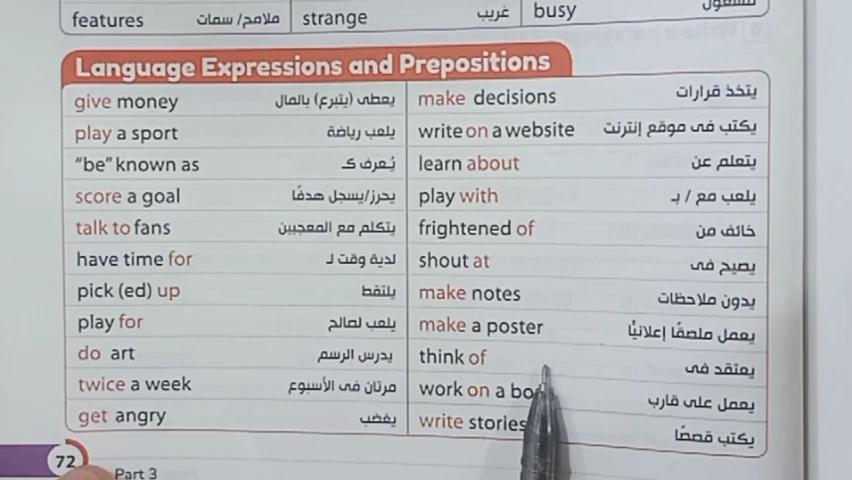 features ملامح/ سمات strange غريب busy مشغول
Language Expressions and Prepositions
give money يعطى (يتبرع) بالمال make decisions يتخذ قرارات
play a sport يلعب رياضة write on a website يكتب فى موقع إنترنت
“be” known as يُعرف كـ learn about يتعلم عن
score a goal يحرز/يسجل هدفًا play with يلعب مع / بـ
talk to fans يتكلم مع المعجبين frightened of خائف من
have time for لدية وقت لـ shout at يصيح فى
pick (ed) up يلتقط make notes يدون ملاحظات
play for يلعب لصالح make a poster يعمل ملصقًا إعلانيًا
do art يدرس الرسم think of يعتقد فى
twice a week مرتان فى الأسبوع work on a يعمل على قارب
get angry يغضب write stories يكتب قصصًا
72
Part 3